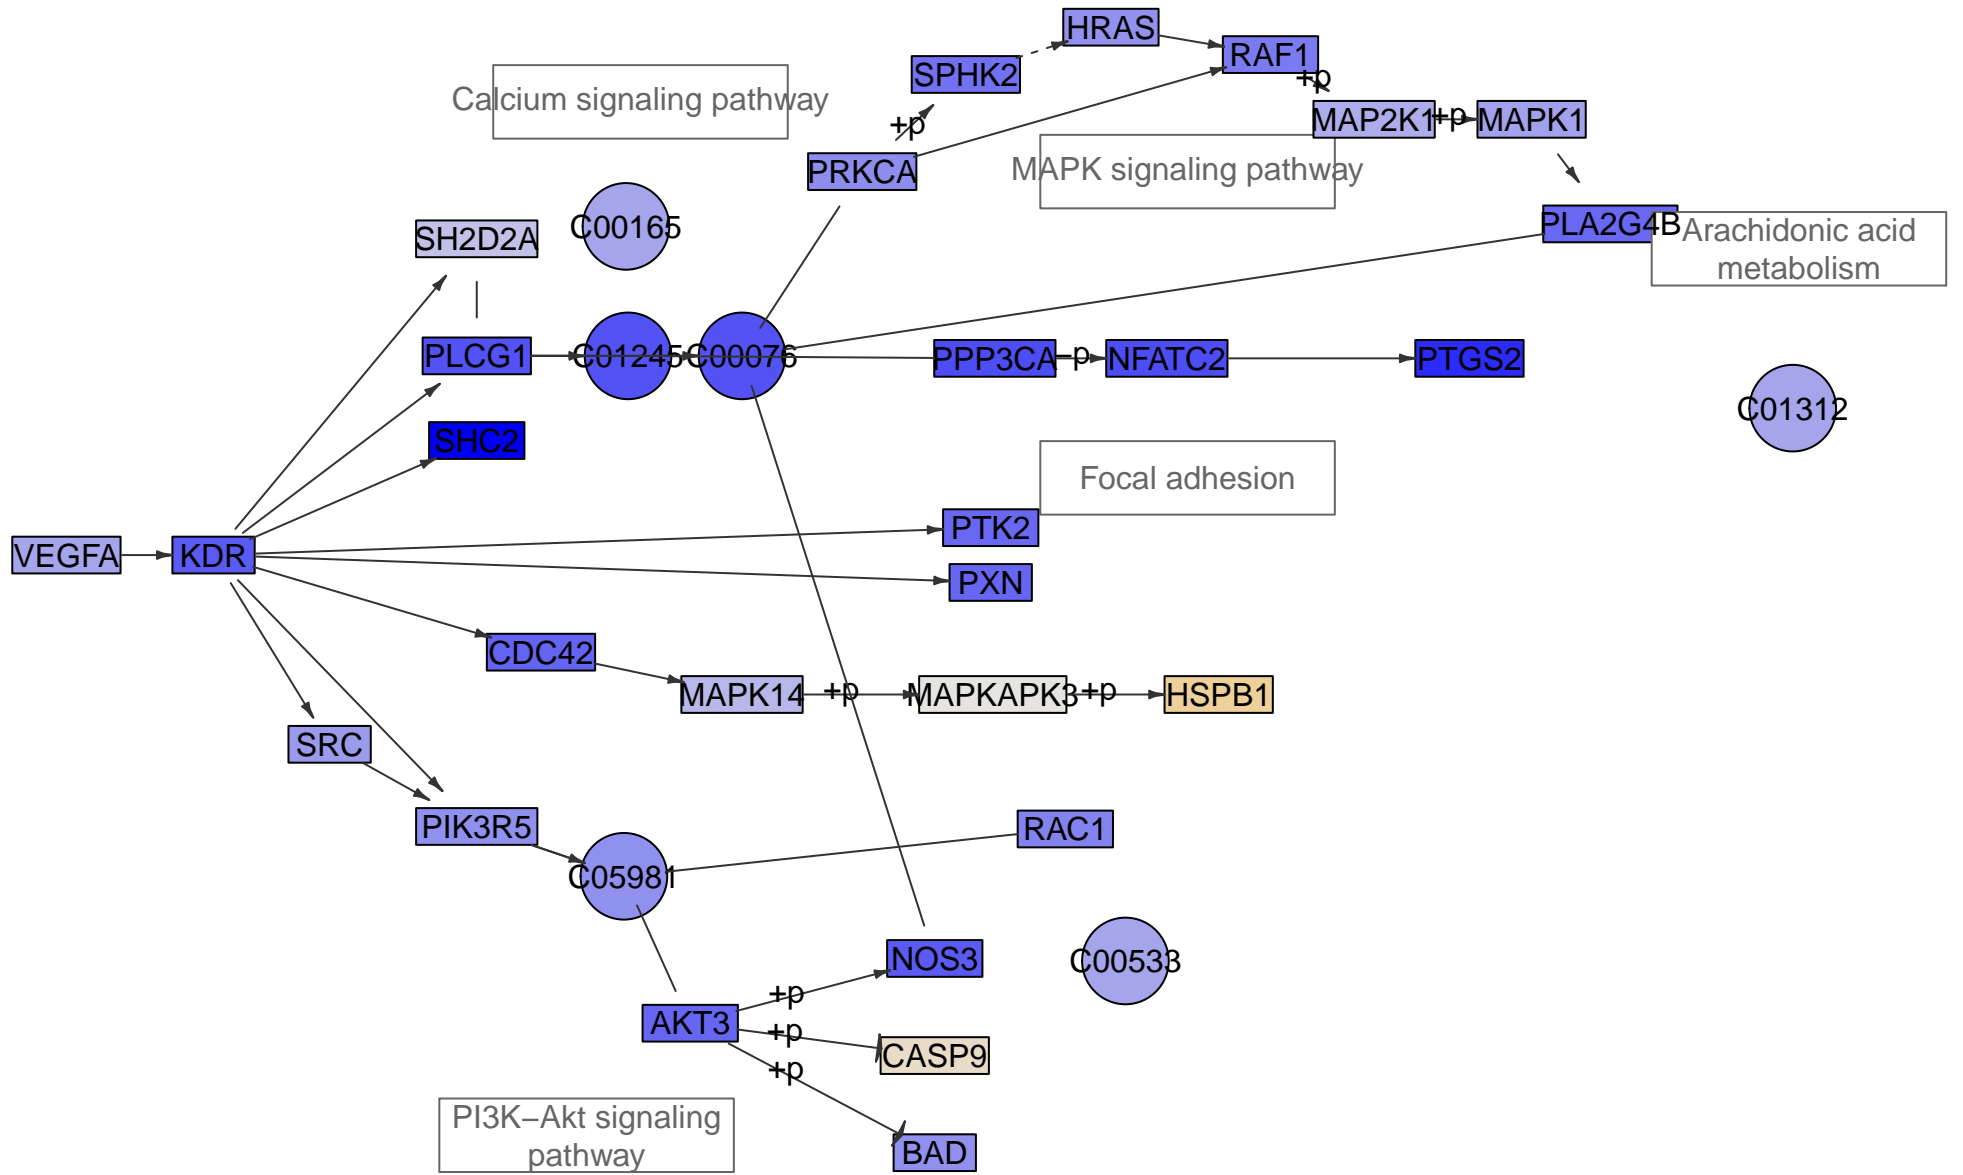 HRAS
RAF1
SPHK2
+p
Calcium signaling pathway
+p
MAP2K1
+p
MAPK1
PRKCA
MAPK signaling pathway
C00165
SH2D2A
PLA2G4B
Arachidonic acid
metabolism
PLCG1
C01245
C00076
PPP3CA
−p
NFATC2
PTGS2
C01312
SHC2
Focal adhesion
PTK2
VEGFA
KDR
PXN
CDC42
MAPK14
+p
MAPKAPK3
+p
HSPB1
SRC
PIK3R5
RAC1
C05981
NOS3
C00533
+p
AKT3
+p
CASP9
+p
PI3K−Akt signaling
pathway
BAD